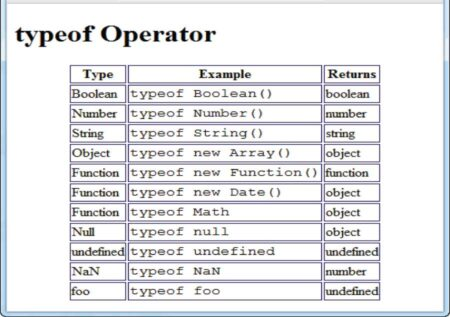 typeof Operator
Type Example Returns
Boolean typeof Boolean() boolean
Number typeof Number() number
String typeof String() string
Object typeof new Array() object
Function typeof new Function() function
Function typeof new Date() object
Function typeof Math object
Null typeof null object
undefined typeof undefined undefined
NaN typeof NaN number
foo typeof foo undefined